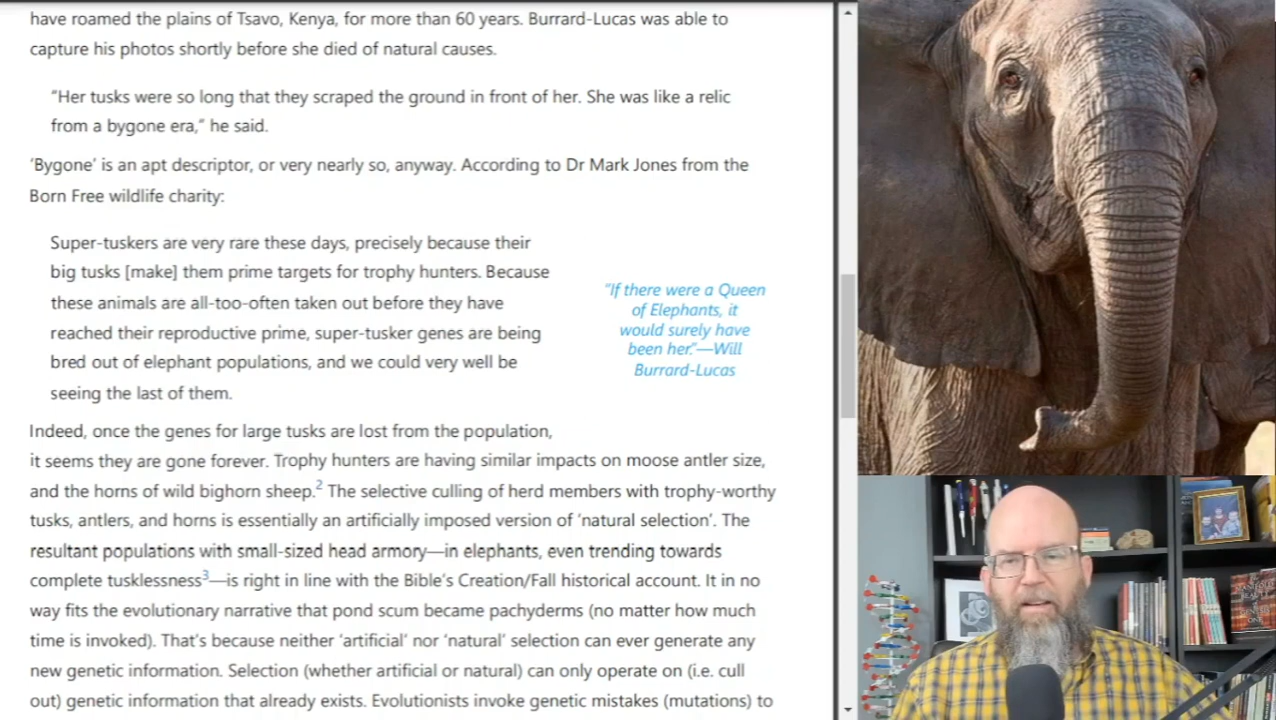 have roamed the plains of Tsavo, Kenya, for more than 60 years. Burrard-Lucas was able to
capture his photos shortly before she died of natural causes.
“Her tusks were so long that they scraped the ground in front of her. She was like a relic
from a bygone era,” he said.
‘Bygone’ is an apt descriptor, or very nearly so, anyway. According to Dr Mark Jones from the
Born Free wildlife charity:
Super-tuskers are very rare these days, precisely because their
big tusks [make] them prime targets for trophy hunters. Because
these animals are all-too-often taken out before they have
reached their reproductive prime, super-tusker genes are being
bred out of elephant populations, and we could very well be
seeing the last of them.
“If there were a Queen
of Elephants, it
would surely have
been her.”—Will
Burrard-Lucas
Indeed, once the genes for large tusks are lost from the population,
it seems they are gone forever. Trophy hunters are having similar impacts on moose antler size,
and the horns of wild bighorn sheep.2 The selective culling of herd members with trophy-worthy
tusks, antlers, and horns is essentially an artificially imposed version of ‘natural selection’. The
resultant populations with small-sized head armory—in elephants, even trending towards
complete tusklessness3—is right in line with the Bible’s Creation/Fall historical account. It in no
way fits the evolutionary narrative that pond scum became pachyderms (no matter how much
time is invoked). That’s because neither ‘artificial’ nor ‘natural’ selection can ever generate any
new genetic information. Selection (whether artificial or natural) can only operate on (i.e. cull
out) genetic information that already exists. Evolutionists invoke genetic mistakes (mutations) to